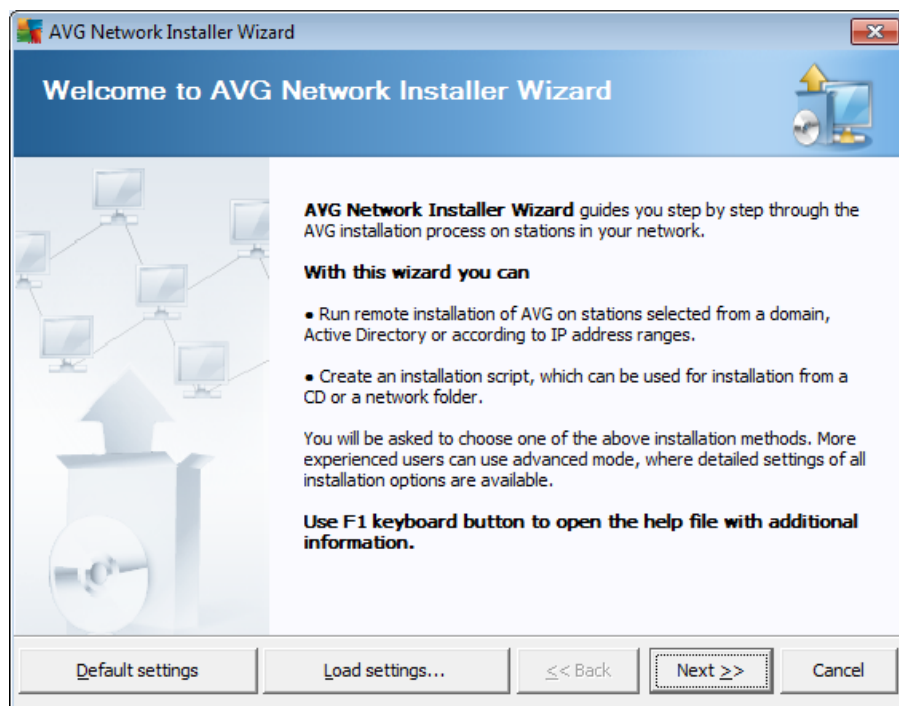 AVG Network Installer Wizard
Welcome to AVG Network Installer Wizard
AVG Network Installer Wizard guides you step by step through the
AVG installation process on stations in your network.
With this wizard you can
• Run remote installation of AVG on stations selected from a domain,
Active Directory or according to IP address ranges.
• Create an installation script, which can be used for installation from a
CD or a network folder.
You will be asked to choose one of the above installation methods. More
experienced users can use advanced mode, where detailed settings of all
installation options are available.
Use F1 keyboard button to open the help file with additional
information.
Default settings
Load settings...
<< Back
Next >>
Cancel